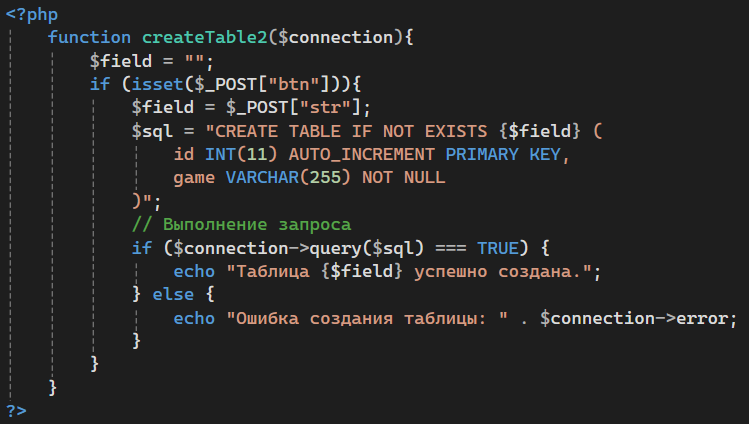 <?php
function createTable2($connection){
$field = "";
if (isset($_POST["btn"])){
$field = $_POST["str"];
$sql = "CREATE TABLE IF NOT EXISTS {$field} (
id INT(11) AUTO_INCREMENT PRIMARY KEY,
game VARCHAR(255) NOT NULL
)";
// Выполнение запроса
if ($connection->query($sql) === TRUE) {
echo "Таблица {$field} успешно создана.";
} else {
echo "Ошибка создания таблицы: " . $connection->error;
}
}
}
?>